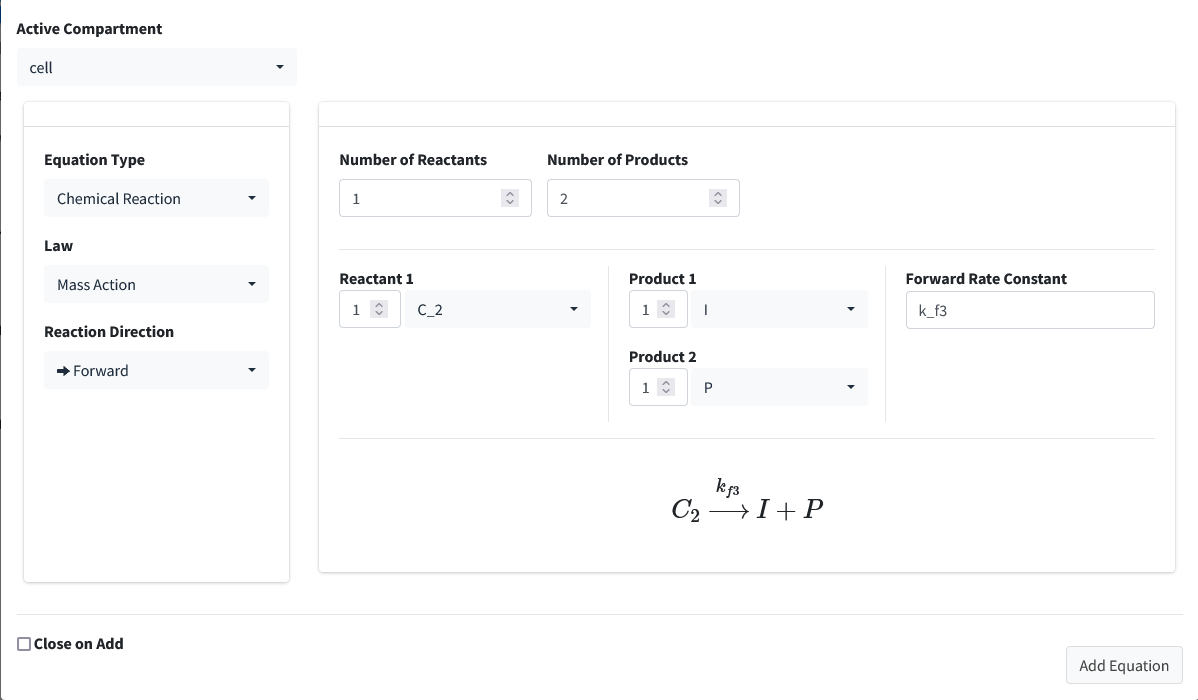 Active Compartment
cell
Equation Type
Chemical Reaction
Law
Mass Action
Reaction Direction
➡ Forward
Number of Reactants Number of Products
1 2
Reactant 1 Product 1 Forward Rate Constant
1 C_2 1 I k_f3
Product 2
1 P
k_{f3}
C_2 ⟶ I + P
Close on Add
Add Equation